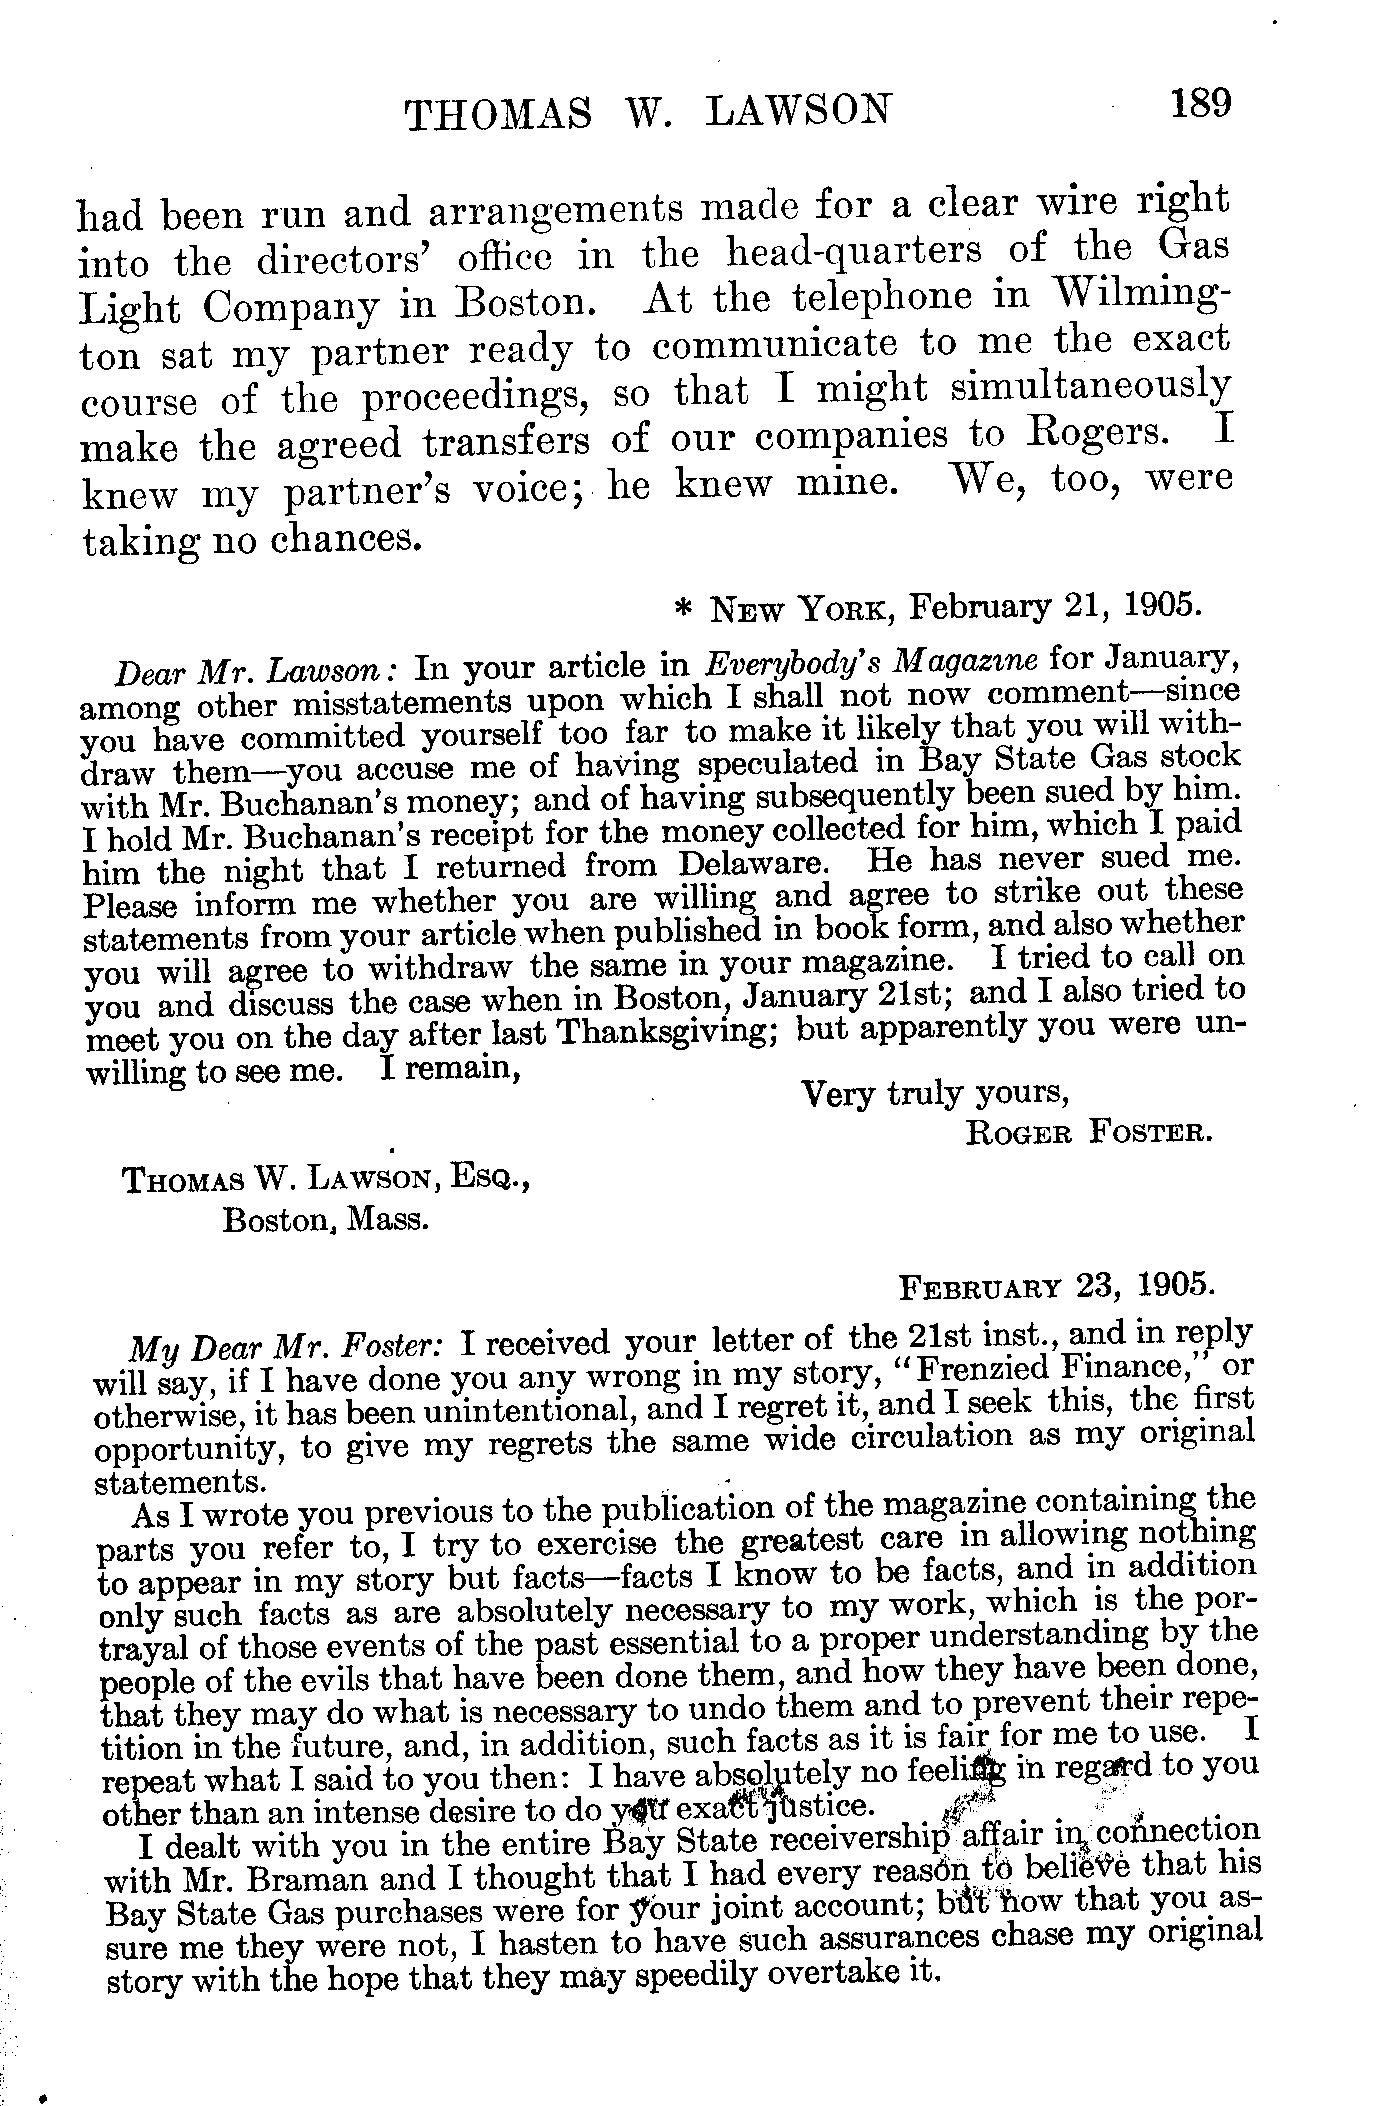 THOMAS W. LAWSON 189
had been run and arrangements made for a clear wire right
into the directors' office in the head-quarters of the Gas
Light Company in Boston. At the telephone in Wilming-
ton sat my partner ready to communicate to me the exact
course of the proceedings, so that I might simultaneously
make the agreed transfers of our companies to Rogers. I
knew my partner's voice; he knew mine. We, too, were
taking no chances.
* NEW YORK, February 21, 1905.
Dear Mr. Lawson: In your article in Everybody's Magazine for January,
among other misstatements upon which I shall not now comment—since
you have committed yourself too far to make it likely that you will with-
draw them—you accuse me of having speculated in Bay State Gas stock
with Mr. Buchanan's money; and of having subsequently been sued by him.
I hold Mr. Buchanan's receipt for the money collected for him, which I paid
him the night that I returned from Delaware. He has never sued me.
Please inform me whether you are willing and agree to strike out these
statements from your article when published in book form, and also whether
you will agree to withdraw the same in your magazine. I tried to call on
you and discuss the case when in Boston, January 21st; and I also tried to
meet you on the day after last Thanksgiving; but apparently you were un-
willing to see me. I remain,
Very truly yours,
ROGER FOSTER.
THOMAS W. LAWSON, ESQ.,
Boston, Mass.
FEBRUARY 23, 1905.
My Dear Mr. Foster: I received your letter of the 21st inst., and in reply
will say, if I have done you any wrong in my story, "Frenzied Finance," or
otherwise, it has been unintentional, and I regret it, and I seek this, the first
opportunity, to give my regrets the same wide circulation as my original
statements.
As I wrote you previous to the publication of the magazine containing the
parts you refer to, I try to exercise the greatest care in allowing nothing
to appear in my story but facts—facts I know to be facts, and in addition
only such facts as are absolutely necessary to my work, which is the por-
trayal of those events of the past essential to a proper understanding by the
people of the evils that have been done them, and how they have been done,
that they may do what is necessary to undo them and to prevent their repe-
tition in the future, and, in addition, such facts as it is fair for me to use. I
repeat what I said to you then: I have absolutely no feeling in regard to you
other than an intense desire to do you exact justice.
I dealt with you in the entire Bay State receivership affair in connection
with Mr. Braman and I thought that I had every reason to believe that his
Bay State Gas purchases were for your joint account; but now that you as-
sure me they were not, I hasten to have such assurances chase my original
story with the hope that they may speedily overtake it.